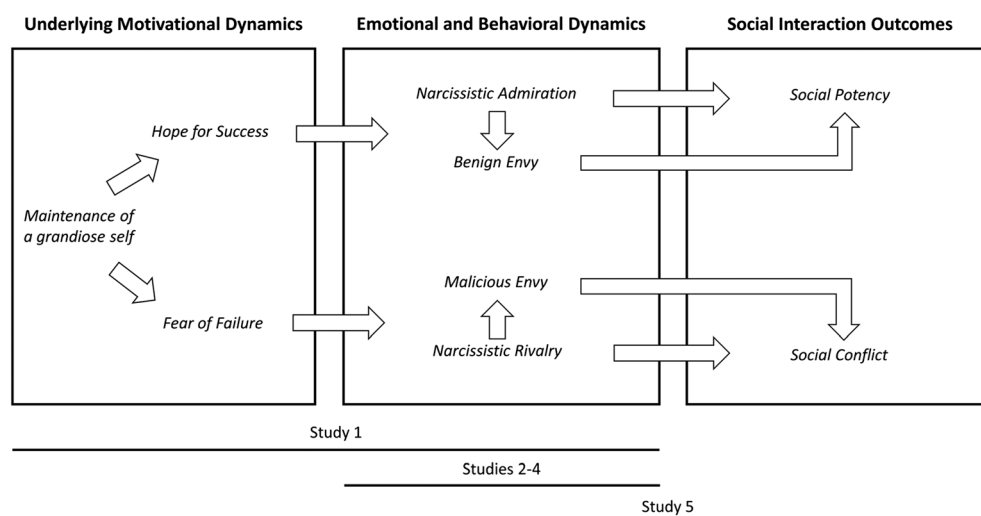 Underlying Motivational Dynamics
Emotional and Behavioral Dynamics
Social Interaction Outcomes
Hope for Success
Maintenance of
a grandiose self
Fear of Failure
Narcissistic Admiration
Benign Envy
Malicious Envy
Narcissistic Rivalry
Social Potency
Social Conflict
Study 1
Studies 2-4
Study 5